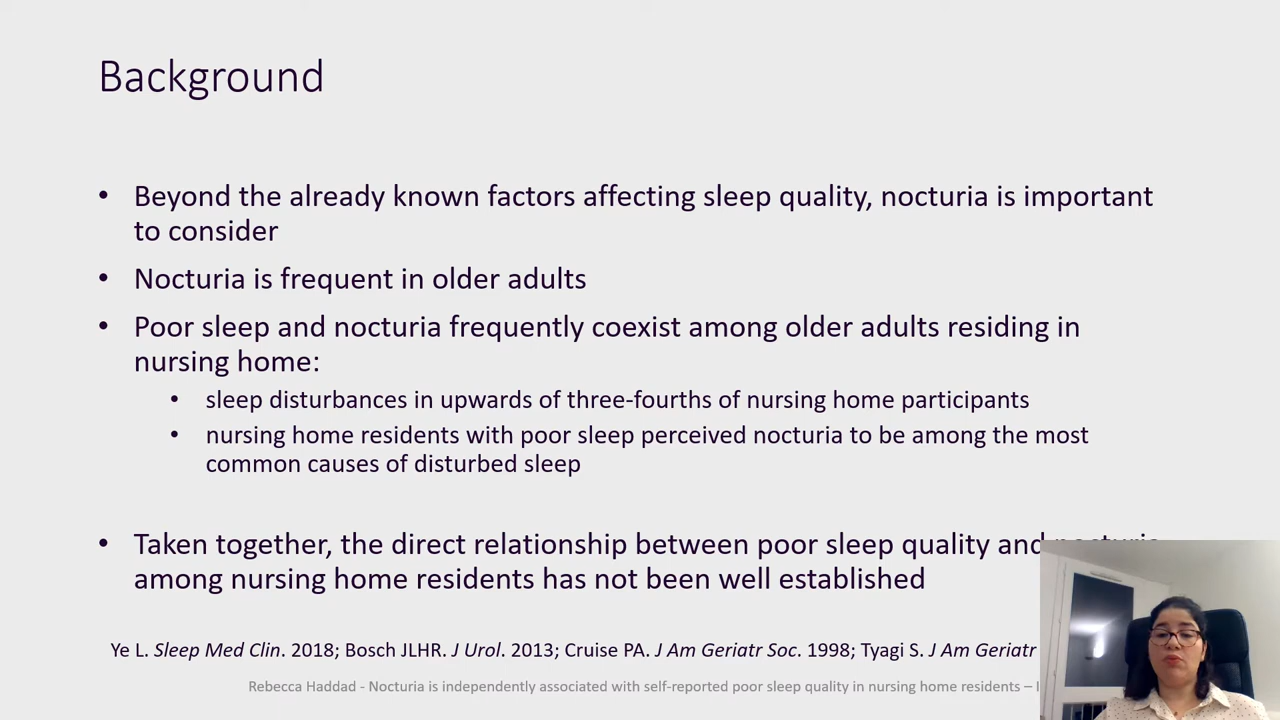 Background
• Beyond the already known factors affecting sleep quality, nocturia is important
to consider
• Nocturia is frequent in older adults
• Poor sleep and nocturia frequently coexist among older adults residing in
nursing home:
• sleep disturbances in upwards of three-fourths of nursing home participants
• nursing home residents with poor sleep perceived nocturia to be among the most
common causes of disturbed sleep
• Taken together, the direct relationship between poor sleep quality and
among nursing home residents has not been well established
Ye L. Sleep Med Clin. 2018; Bosch JLHR. J Urol. 2013; Cruise PA. J Am Geriatr Soc. 1998; Tyagi S. J Am Geriatr
Rebecca Haddad - Nocturia is independently associated with self-reported poor sleep quality in nursing home residents –